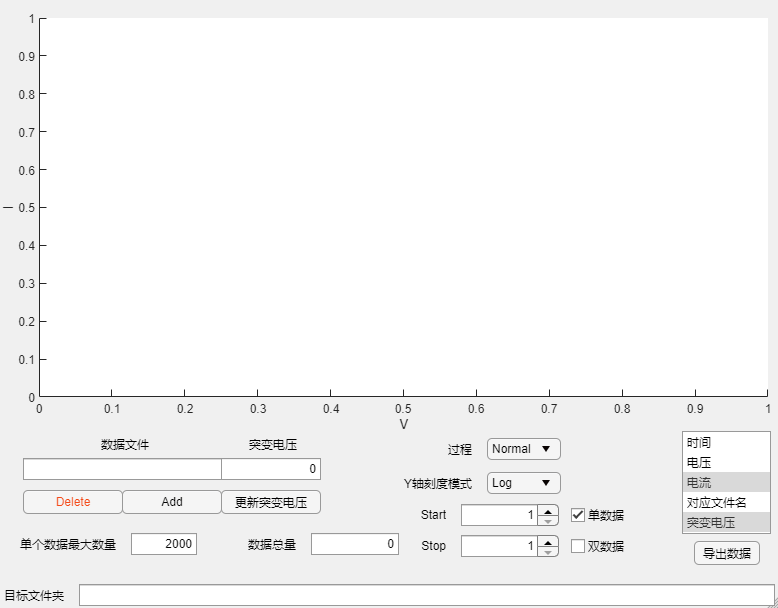 1
0.9
0.8
0.7
0.6
0.5
0.4
0.3
0.2
0.1
0
I
0 0.1 0.2 0.3 0.4 0.5 0.6 0.7 0.8 0.9 1
V
数据文件 突变电压
0
Delete Add 更新突变电压
单个数据最大数量 2000 数据总量 0
过程 Normal
Y轴刻度模式 Log
Start 1 单数据
Stop 1 双数据
时间
电压
电流
对应文件名
突变电压
导出数据
目标文件夹